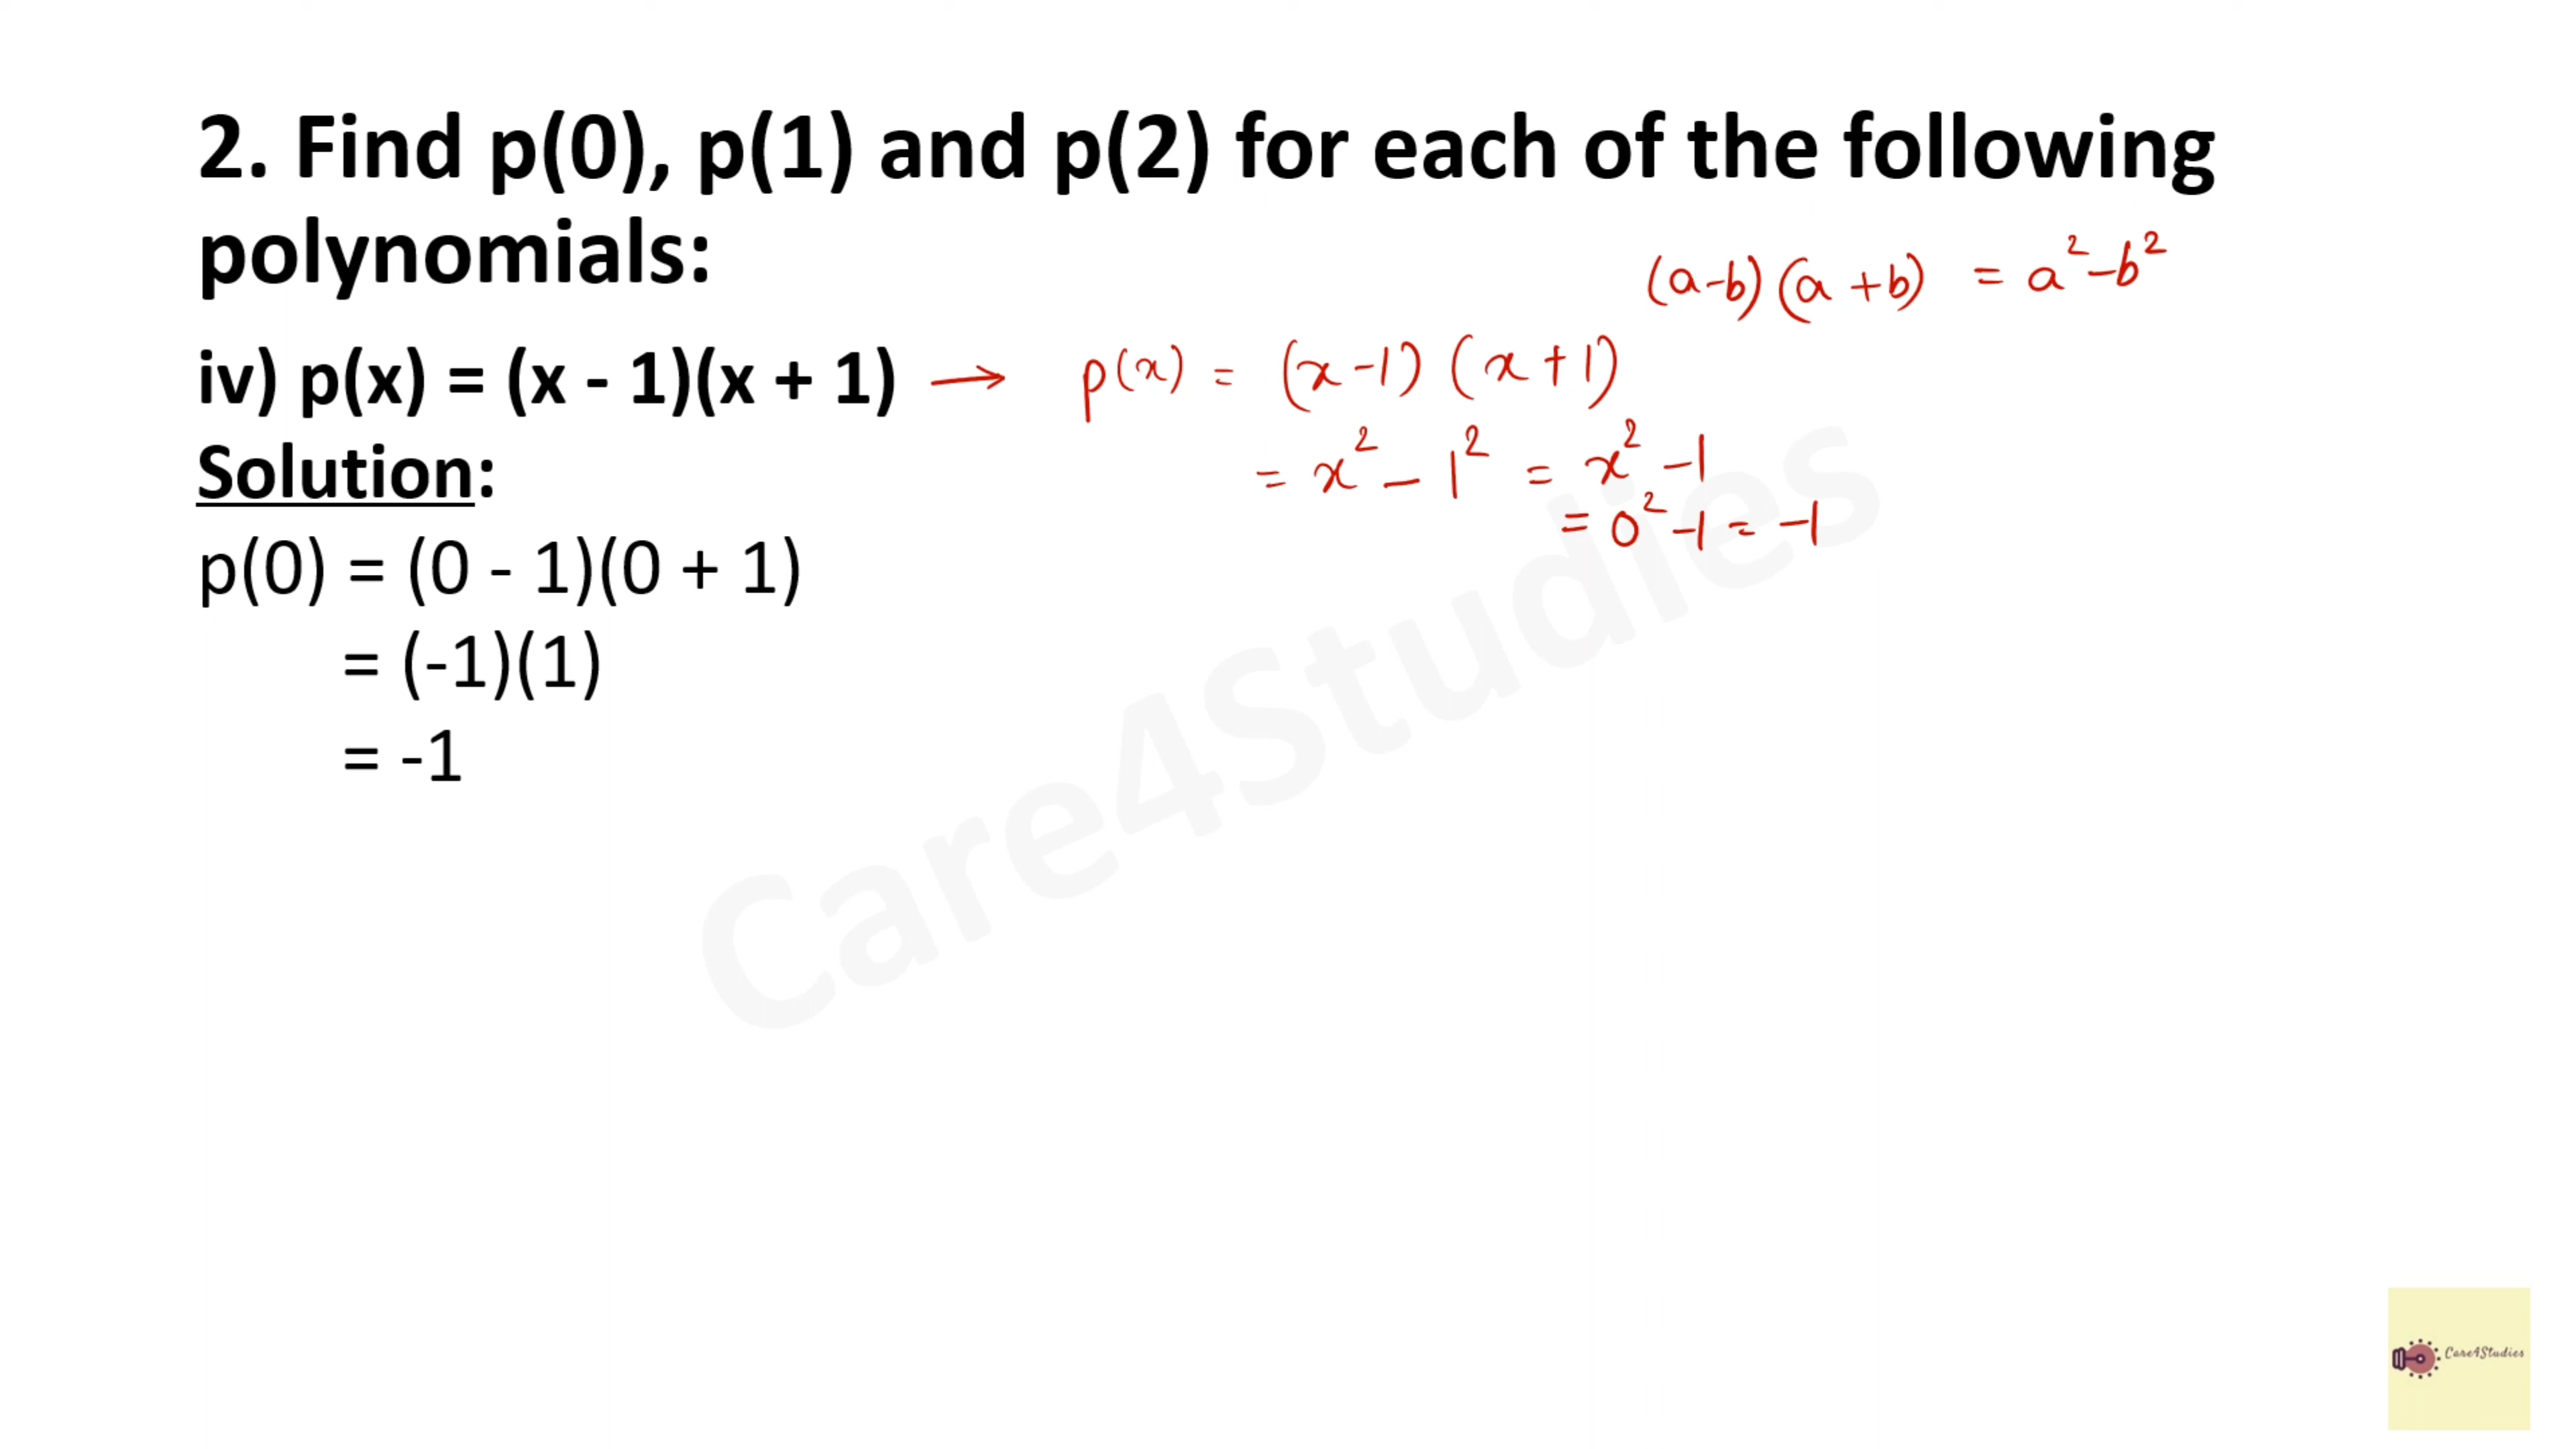 2. Find p(0), p(1) and p(2) for each of the following
polynomials:
(a-b)(a+b) = a²-b²
iv) p(x) = (x - 1)(x + 1) → p(x) = (x-1)(x+1)
= x² - 1² = x² -1
Solution:
= 0² -1 = -1
p(0) = (0 - 1)(0 + 1)
= (-1)(1)
= -1
Care4Studies
Care4Studies